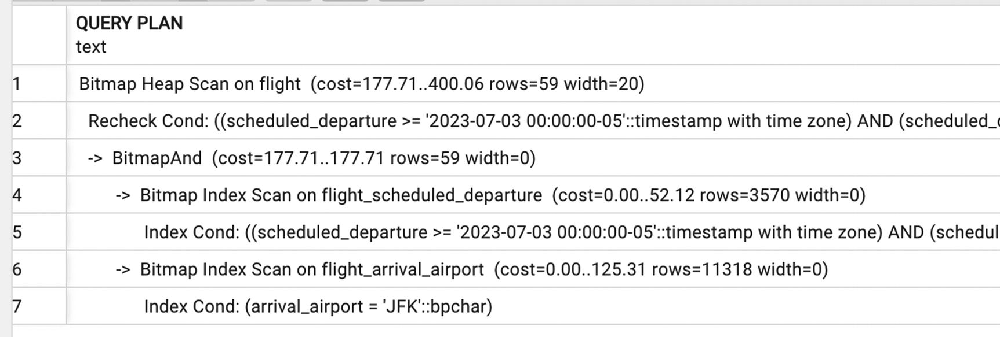 QUERY PLAN
text
1 Bitmap Heap Scan on flight (cost=177.71..400.06 rows=59 width=20)
2 Recheck Cond: ((scheduled_departure >= '2023-07-03 00:00:00-05'::timestamp with time zone) AND (scheduled_
3 -> BitmapAnd (cost=177.71..177.71 rows=59 width=0)
4 -> Bitmap Index Scan on flight_scheduled_departure (cost=0.00..52.12 rows=3570 width=0)
5 Index Cond: ((scheduled_departure >= '2023-07-03 00:00:00-05'::timestamp with time zone) AND (schedul
6 -> Bitmap Index Scan on flight_arrival_airport (cost=0.00..125.31 rows=11318 width=0)
7 Index Cond: (arrival_airport = 'JFK'::bpchar)